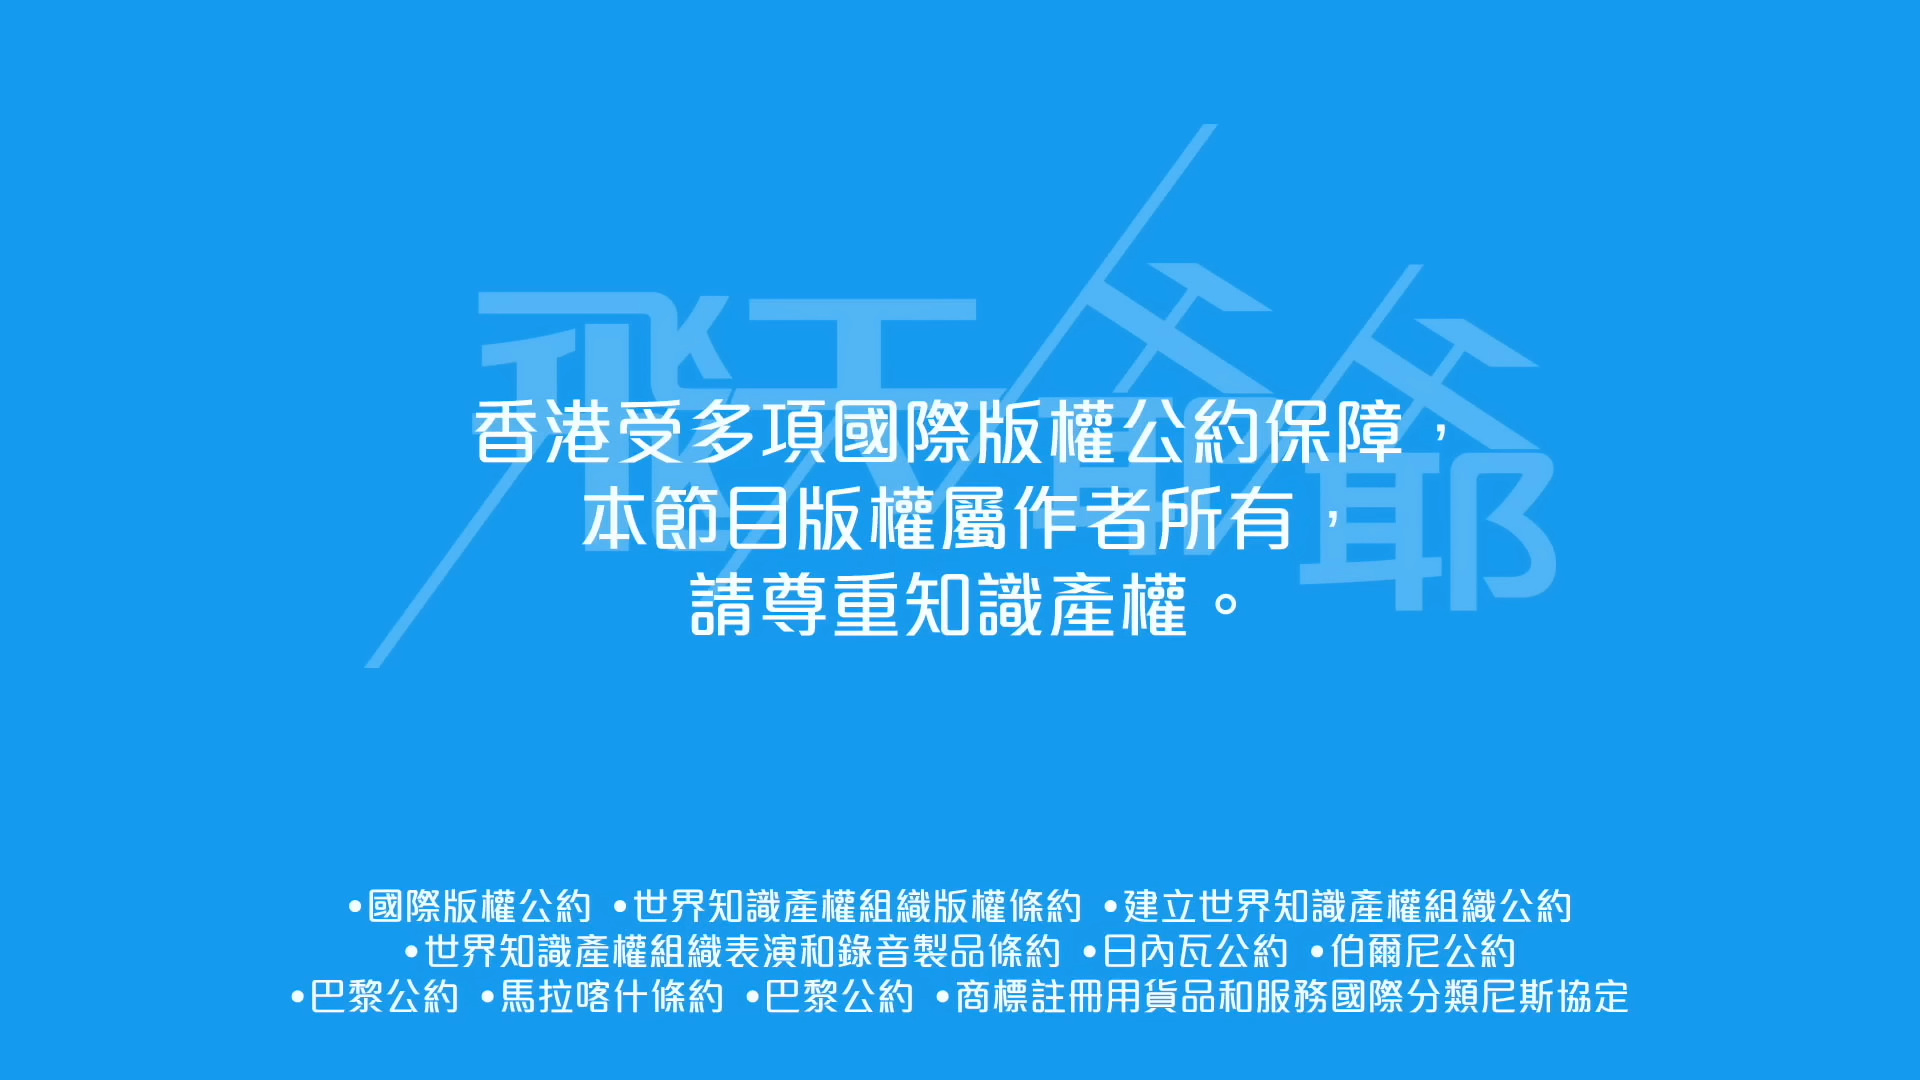 飛天爺爺
香港受多項國際版權公約保障，
本節目版權屬作者所有，
請尊重知識產權。
•國際版權公約 •世界知識產權組織版權條約 •建立世界知識產權組織公約
•世界知識產權組織表演和錄音製品條約 •日內瓦公約 •伯爾尼公約
•巴黎公約 •馬拉喀什條約 •巴黎公約 •商標註冊用貨品和服務國際分類尼斯協定